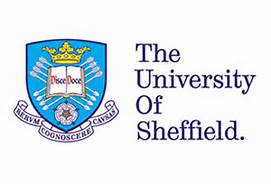 Disce Doce
RERVM
COGNOSCERE
CAVSAS
The
University
Of
Sheffield.